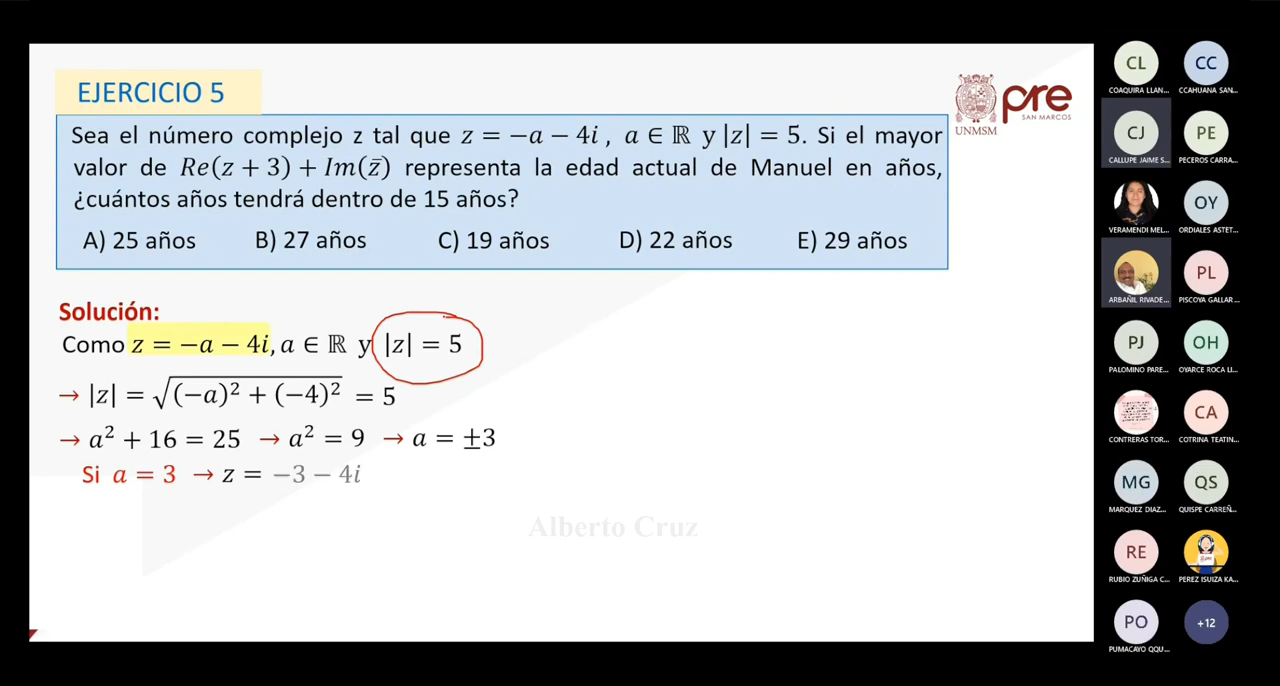 EJERCICIO 5
UNMSM
pre
SAN MARCOS
Sea el número complejo z tal que z = −a − 4i , a ∈ ℝ y |z| = 5. Si el mayor
valor de Re(z + 3) + Im(z̄) representa la edad actual de Manuel en años,
¿cuántos años tendrá dentro de 15 años?
A) 25 años B) 27 años C) 19 años D) 22 años E) 29 años
Solución:
Como z = −a − 4i, a ∈ ℝ y |z| = 5
→ |z| = √((−a)² + (−4)²) = 5
→ a² + 16 = 25 → a² = 9 → a = ±3
Si a = 3 → z = −3 − 4i
Alberto Cruz
CL CC
COAQUIRA LLAN... CCAHUANA SAN...
CJ PE
CALLUPE JAIME S... PECEROS CARRA...
OY
VERAMENDI MEL... ORDIALES ASTET...
PL
ARBAÑIL RIVADE... PISCOYA GALLAR...
PJ OH
PALOMINO PARE... OYARCE ROCA LI...
CA
CONTRERAS TOR... COTRINA TEATIN...
MG QS
MARQUEZ DIAZ... QUISPE CARREÑ...
RE
RUBIO ZUÑIGA C... PEREZ ISUIZA KA...
PO +12
PUMACAYO QQU...